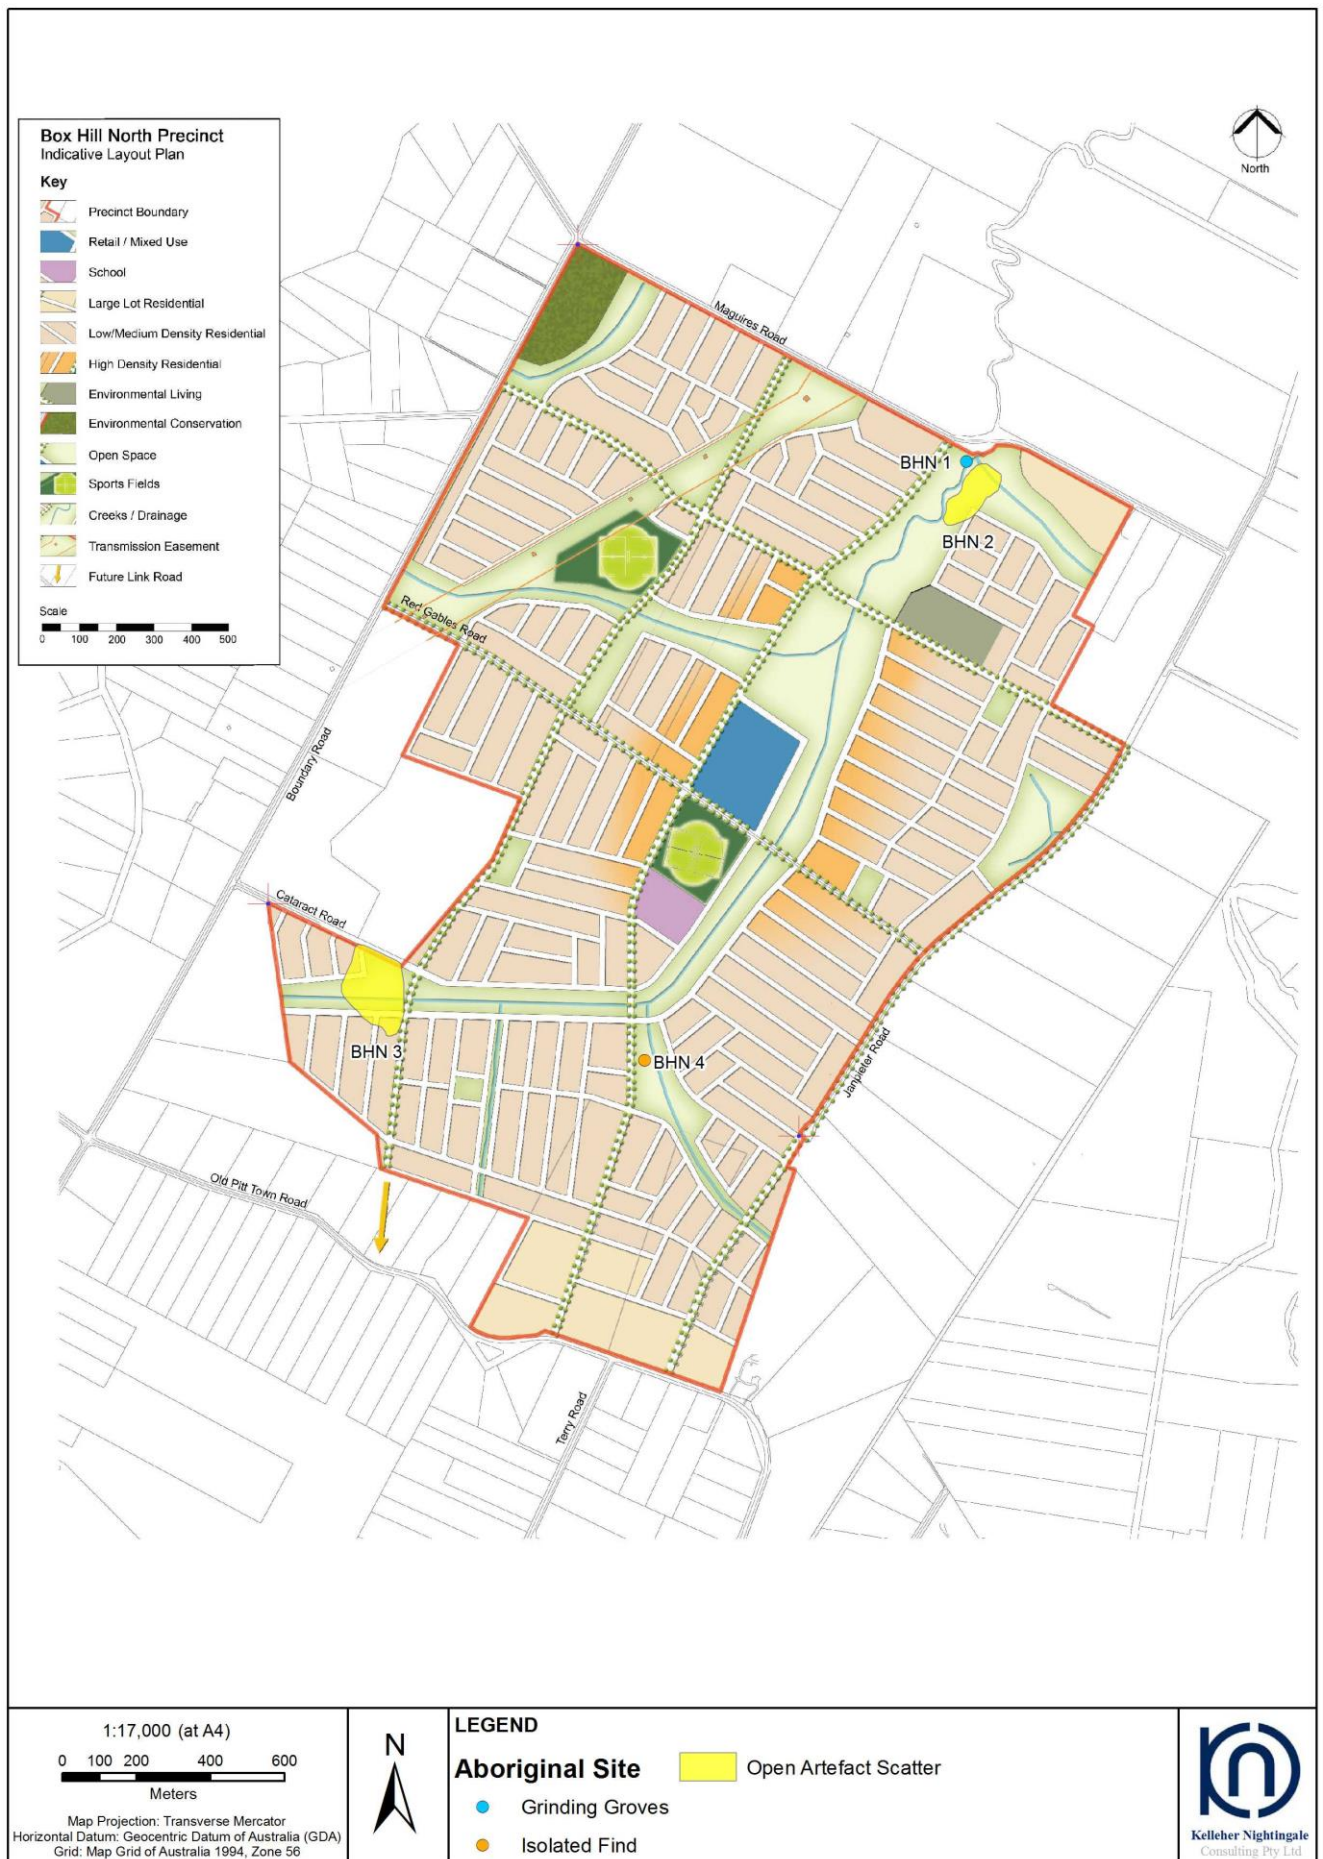 Box Hill North Precinct
Indicative Layout Plan
Key
Precinct Boundary
Retail / Mixed Use
School
Large Lot Residential
Low/Medium Density Residential
High Density Residential
Environmental Living
Environmental Conservation
Open Space
Sports Fields
Creeks / Drainage
Transmission Easement
Future Link Road
Scale
0 100 200 300 400 500
North
Maguires Road
BHN 1
BHN 2
Red Gables Road
Boundary Road
Cataract Road
BHN 3
BHN 4
Janpieter Road
Old Pitt Town Road
Terry Road
1:17,000 (at A4)
0 100 200 400 600
Meters
Map Projection: Transverse Mercator
Horizontal Datum: Geocentric Datum of Australia (GDA)
Grid: Map Grid of Australia 1994, Zone 56
N
LEGEND
Aboriginal Site
Open Artefact Scatter
Grinding Groves
Isolated Find
Kelleher Nightingale
Consulting Pty Ltd